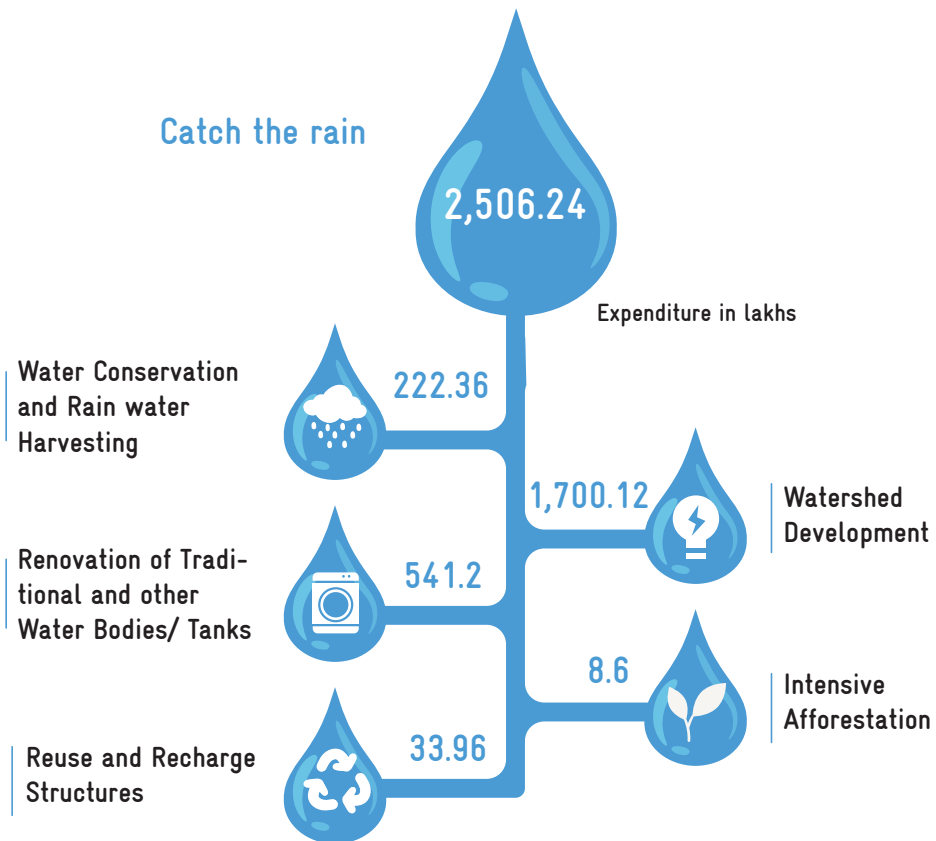 Catch the rain
2,506.24
Expenditure in lakhs
Water Conservation
and Rain water
Harvesting
222.36
1,700.12
Watershed
Development
Renovation of Tradi-
tional and other
Water Bodies/ Tanks
541.2
8.6
Intensive
Afforestation
Reuse and Recharge
Structures
33.96